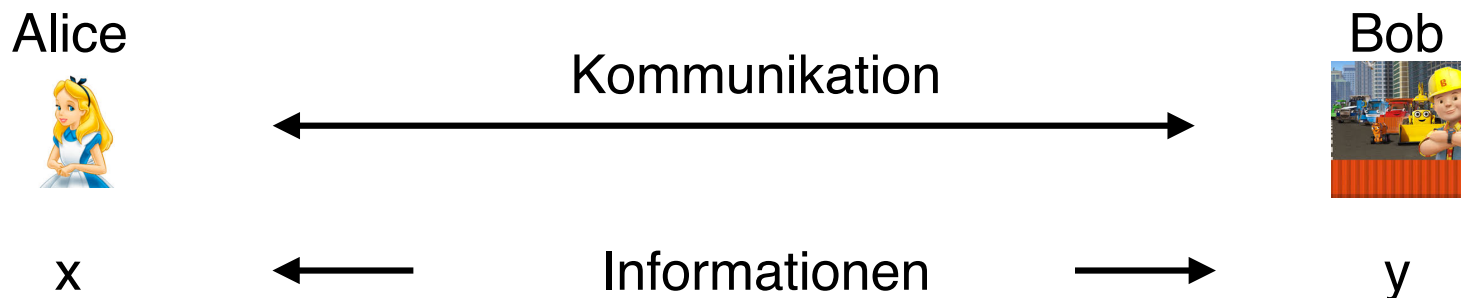 Alice
Bob
Kommunikation
x
Informationen
y